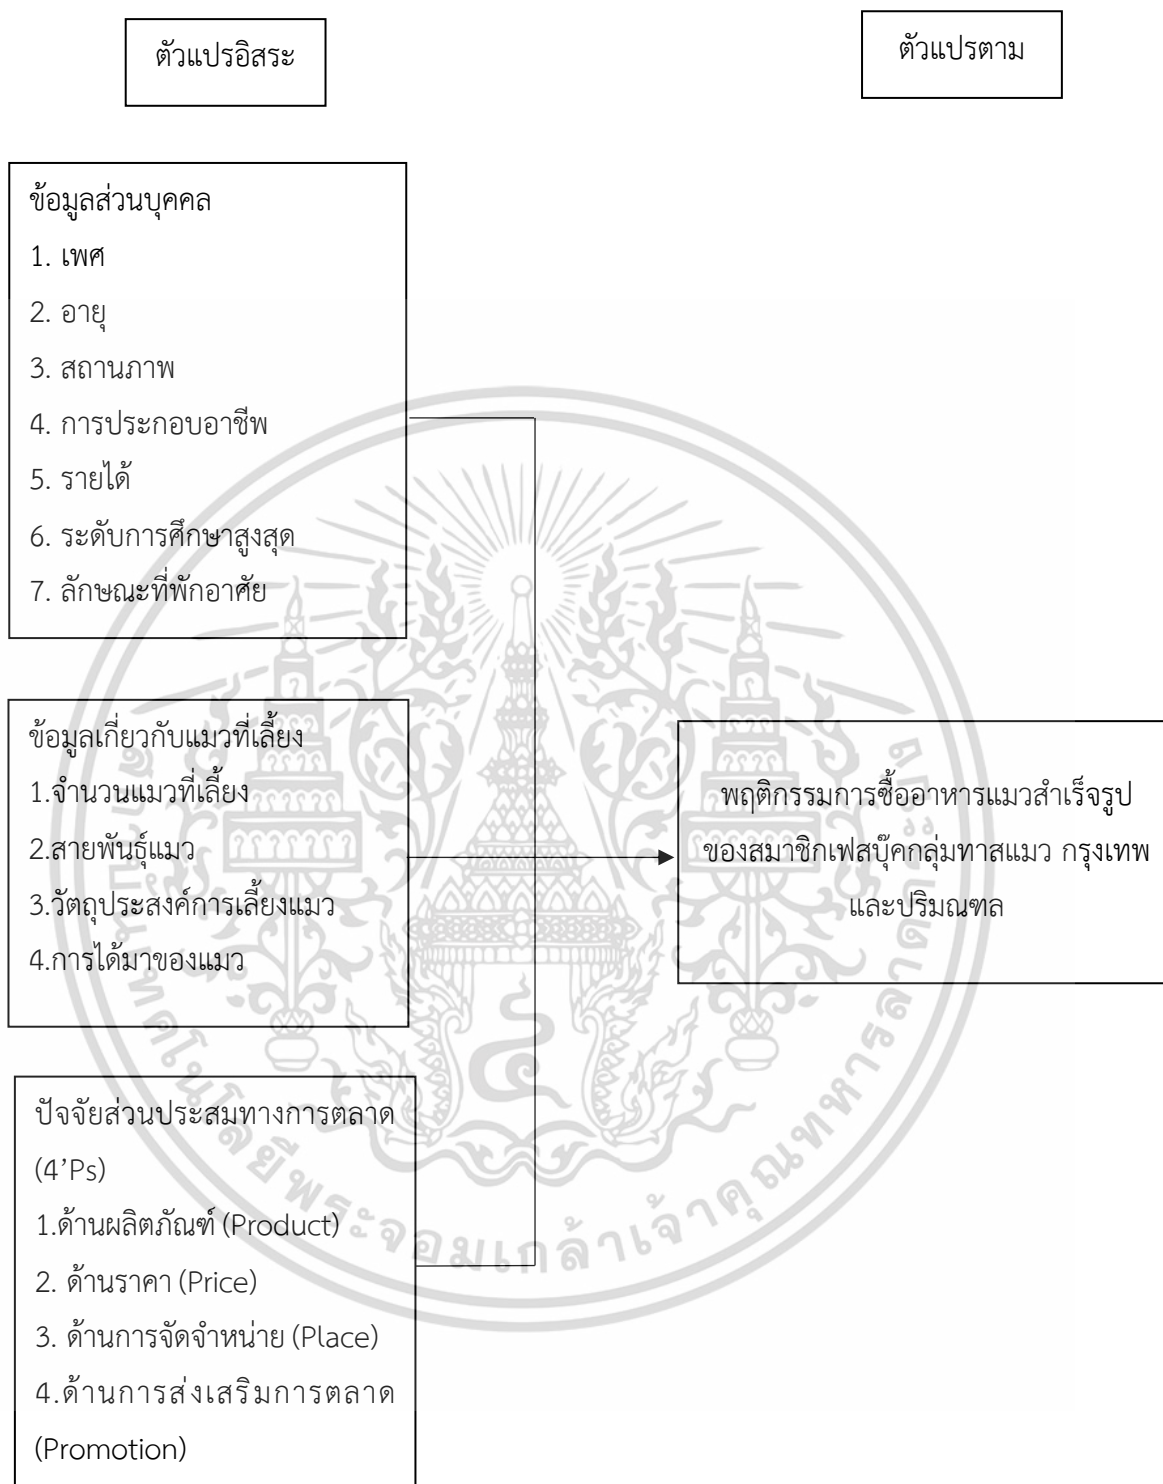 ตัวแปรอิสระ
ตัวแปรตาม
ข้อมูลส่วนบุคคล
1. เพศ
2. อายุ
3. สถานภาพ
4. การประกอบอาชีพ
5. รายได้
6. ระดับการศึกษาสูงสุด
7. ลักษณะที่พักอาศัย
ข้อมูลเกี่ยวกับแมวที่เลี้ยง
1.จำนวนแมวที่เลี้ยง
2.สายพันธุ์แมว
3.วัตถุประสงค์การเลี้ยงแมว
4.การได้มาของแมว
พฤติกรรมการซื้ออาหารแมวสำเร็จรูป
ของสมาชิกเฟสบุ๊คกลุ่มทาสแมว กรุงเทพ
และปริมณฑล
ปัจจัยส่วนประสมทางการตลาด
(4’Ps)
1.ด้านผลิตภัณฑ์ (Product)
2. ด้านราคา (Price)
3. ด้านการจัดจำหน่าย (Place)
4.ด้านการส่งเสริมการตลาด
(Promotion)